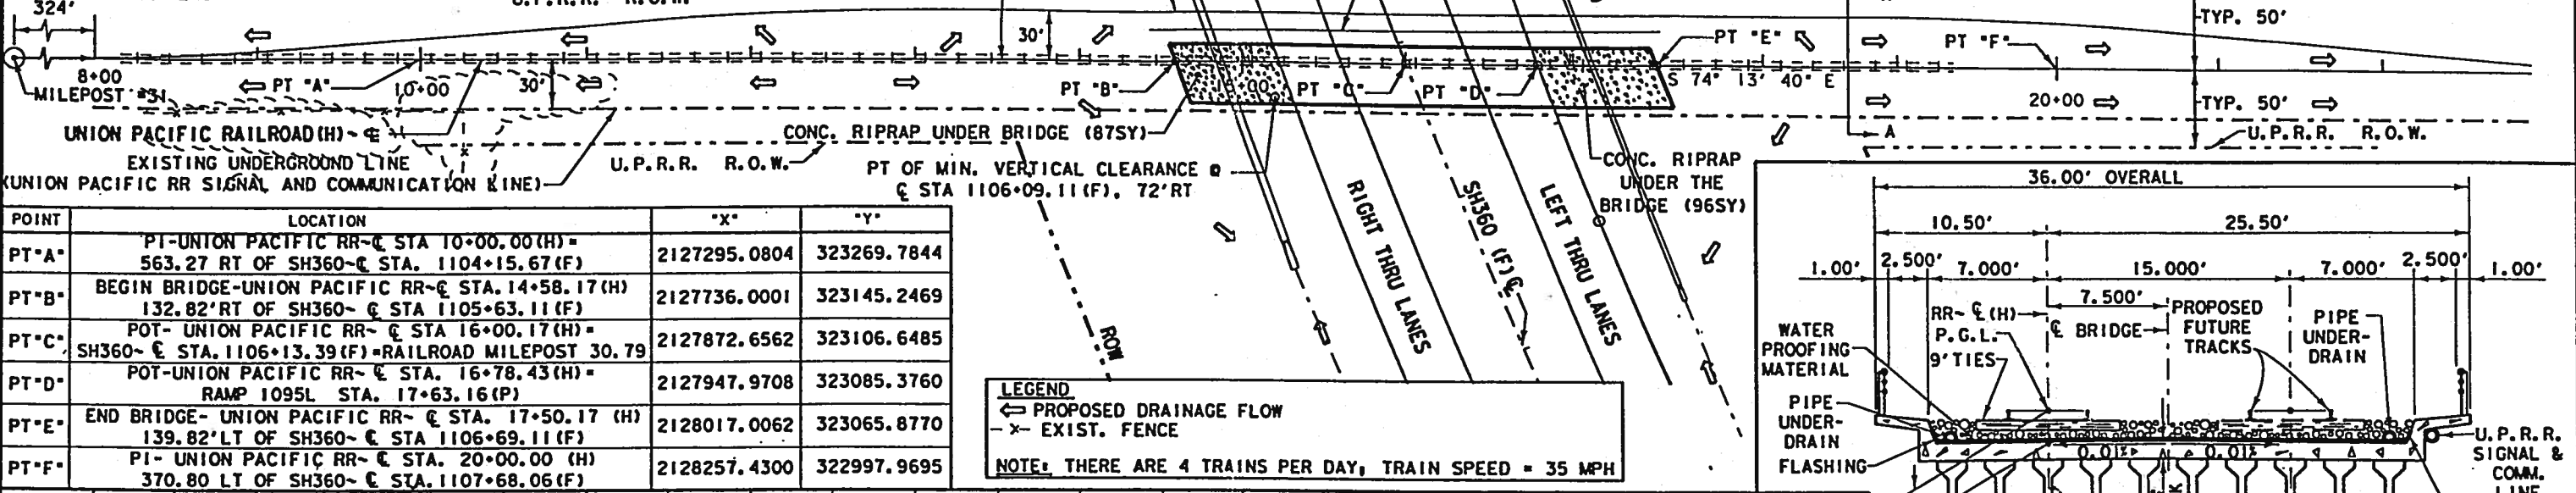 324'
U.P.R.R. R.O.W.
TYP. 50'
30'
PT "E"
PT "F"
8+00
MILEPOST
PT "A"
10+00
30'
PT "B"
PT "C"
PT "D"
S 74° 13' 40" E
20+00
TYP. 50'
UNION PACIFIC RAILROAD(H)~ ℄
CONC. RIPRAP UNDER BRIDGE (87SY)
A
U.P.R.R. R.O.W.
EXISTING UNDERGROUND LINE
(UNION PACIFIC RR SIGNAL AND COMMUNICATION LINE)
U.P.R.R. R.O.W.
PT OF MIN. VERTICAL CLEARANCE @
℄ STA 1106+09.11(F), 72'RT
CONC. RIPRAP
UNDER THE
BRIDGE (96SY)
RIGHT THRU LANES
SH360 (F) ℄
LEFT THRU LANES
ROW
POINT LOCATION "X" "Y"
PT"A" PI-UNION PACIFIC RR~℄ STA 10+00.00(H)= 2127295.0804 323269.7844
563.27 RT OF SH360~℄ STA. 1104+15.67(F)
PT"B" BEGIN BRIDGE-UNION PACIFIC RR~℄ STA.14+58.17(H) 2127736.0001 323145.2469
132.82'RT OF SH360~ ℄ STA 1105+63.11(F)
PT"C" POT- UNION PACIFIC RR~ ℄ STA 16+00.17(H)= 2127872.6562 323106.6485
SH360~ ℄ STA.1106+13.39(F)=RAILROAD MILEPOST 30.79
PT"D" POT-UNION PACIFIC RR~ ℄ STA. 16+78.43(H)= 2127947.9708 323085.3760
RAMP 1095L STA. 17+63.16(P)
PT"E" END BRIDGE- UNION PACIFIC RR~ ℄ STA. 17+50.17 (H) 2128017.0062 323065.8770
139.82'LT OF SH360~ ℄ STA 1106+69.11(F)
PT"F" PI- UNION PACIFIC RR~ ℄ STA. 20+00.00 (H) 2128257.4300 322997.9695
370.80 LT OF SH360~ ℄ STA.1107+68.06(F)
LEGEND
PROPOSED DRAINAGE FLOW
-x- EXIST. FENCE
NOTE: THERE ARE 4 TRAINS PER DAY, TRAIN SPEED = 35 MPH
36.00' OVERALL
10.50' 25.50'
1.00' 2.500' 7.000' 15.000' 7.000' 2.500' 1.00'
7.500'
RR~ ℄(H)
P.G.L.
9'TIES
℄ BRIDGE
PROPOSED
FUTURE
TRACKS
PIPE
UNDER-
DRAIN
WATER
PROOFING
MATERIAL
PIPE
UNDER-
DRAIN
FLASHING
0.01% 0.01%
U.P.R.R.
SIGNAL &
COMM.
LINE